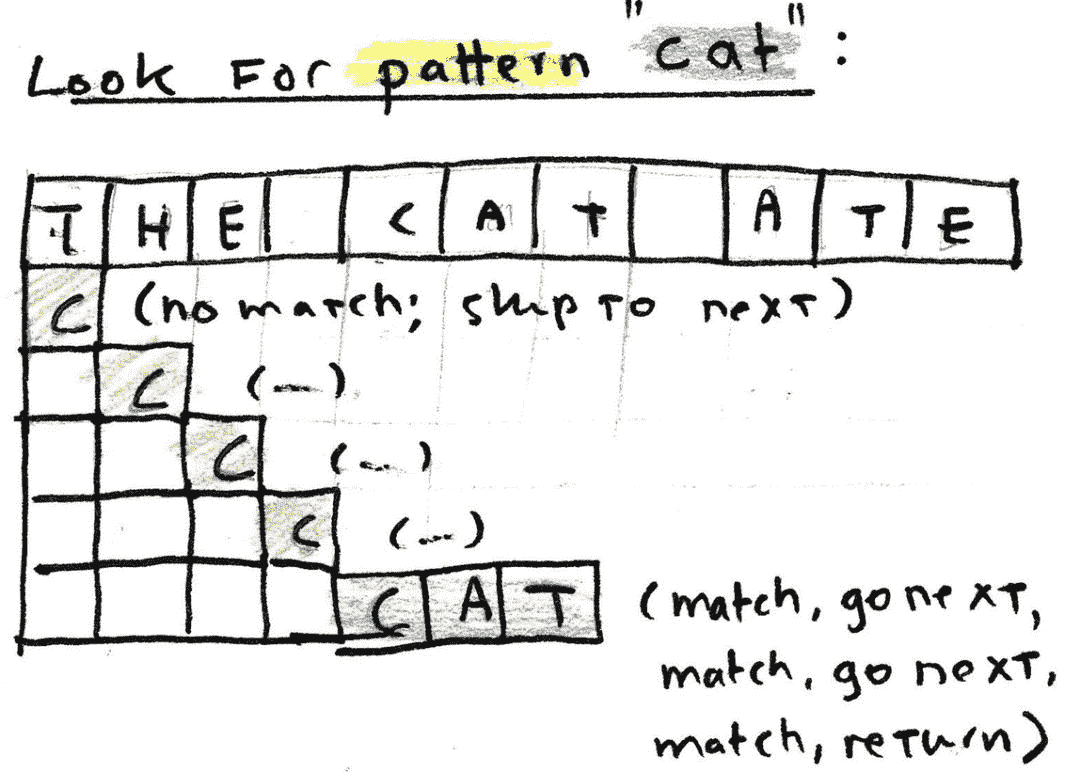 Look For pattern "cat" :
T H E C A T A T E
C (no match; skip to next)
C (...)
C (...)
C (...)
C A T (match, go next,
match, go next,
match, return)